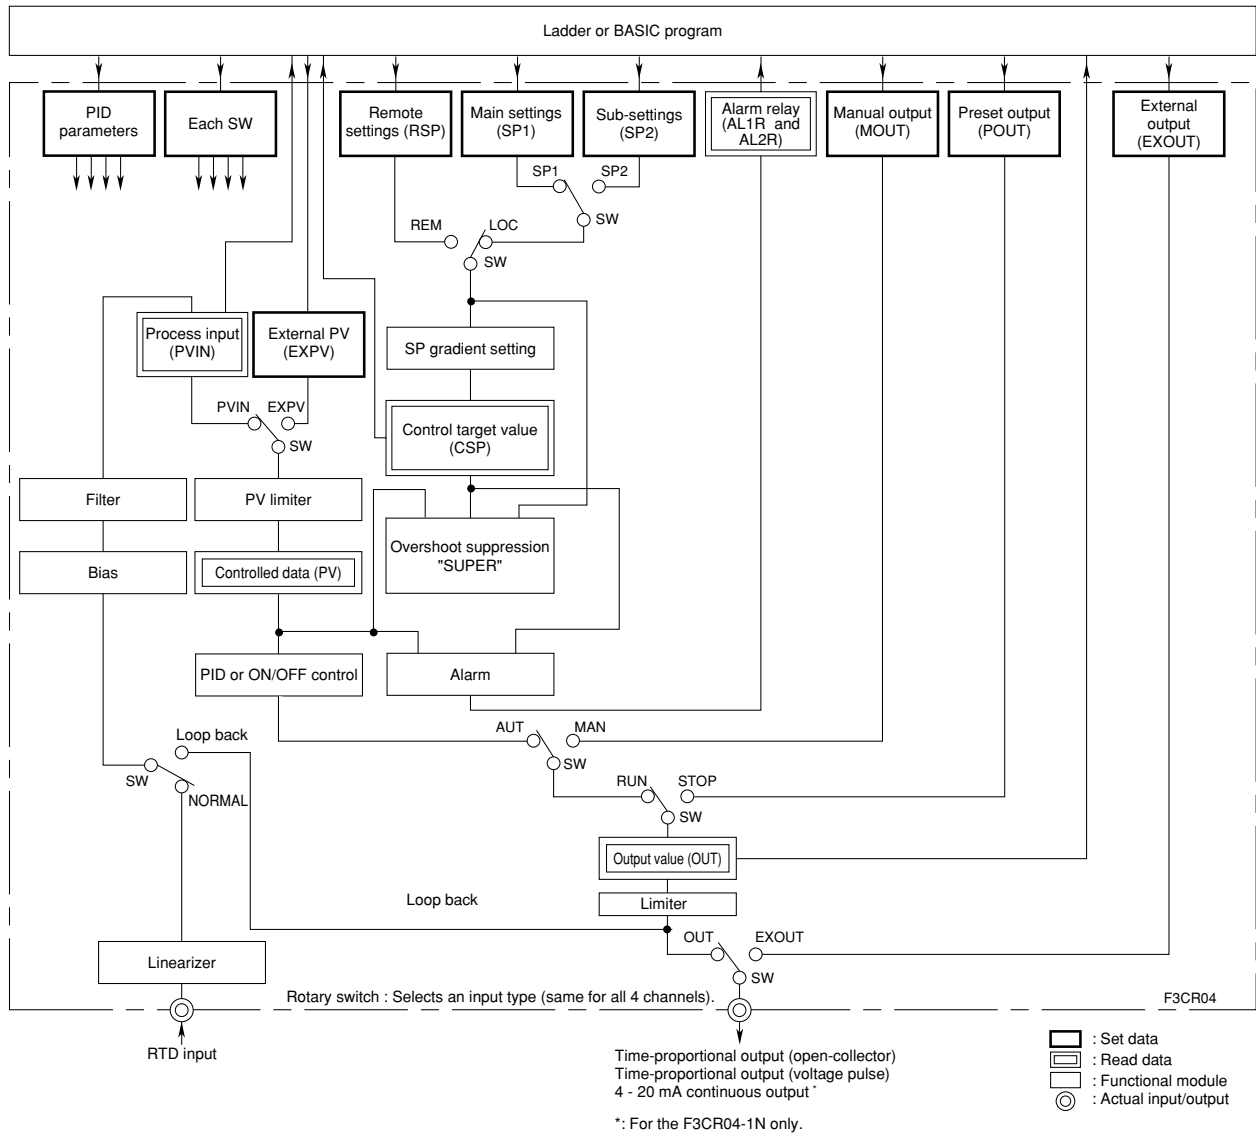 Ladder or BASIC program
PID
parameters
Each SW
Remote
settings (RSP)
Main settings
(SP1)
Sub-settings
(SP2)
Alarm relay
(AL1R and
AL2R)
Manual output
(MOUT)
Preset output
(POUT)
External
output
(EXOUT)
SP1
SP2
SW
REM
LOC
SW
Process input
(PVIN)
External PV
(EXPV)
SP gradient setting
PVIN
EXPV
SW
Control target value
(CSP)
Filter
PV limiter
Overshoot suppression
"SUPER"
Bias
Controlled data (PV)
PID or ON/OFF control
Alarm
AUT
MAN
SW
Loop back
SW
NORMAL
RUN
STOP
SW
Output value (OUT)
Loop back
Limiter
OUT
EXOUT
SW
Linearizer
Rotary switch : Selects an input type (same for all 4 channels).
F3CR04
RTD input
Time-proportional output (open-collector)
Time-proportional output (voltage pulse)
4 - 20 mA continuous output *
*: For the F3CR04-1N only.
: Set data
: Read data
: Functional module
: Actual input/output